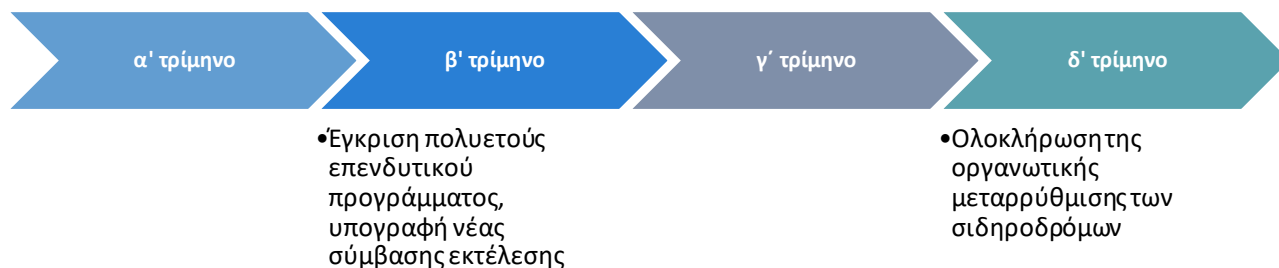 α' τρίμηνο
β' τρίμηνο
γ΄ τρίμηνο
δ' τρίμηνο
•Έγκριση πολυετούς
επενδυτικού
προγράμματος,
υπογραφή νέας
σύμβασης εκτέλεσης
•Ολοκλήρωση της
οργανωτικής
μεταρρύθμισης των
σιδηροδρόμων